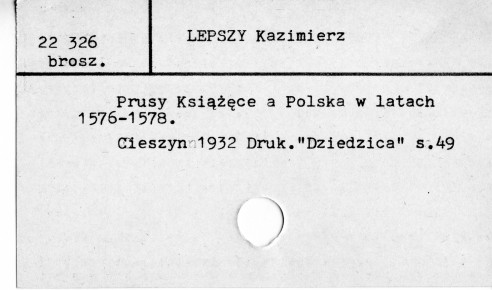 22 326
brosz.
LEPSZY Kazimierz
Prusy Książęce a Polska w latach
1576-1578.
Cieszyn 1932 Druk."Dziedzica" s.49